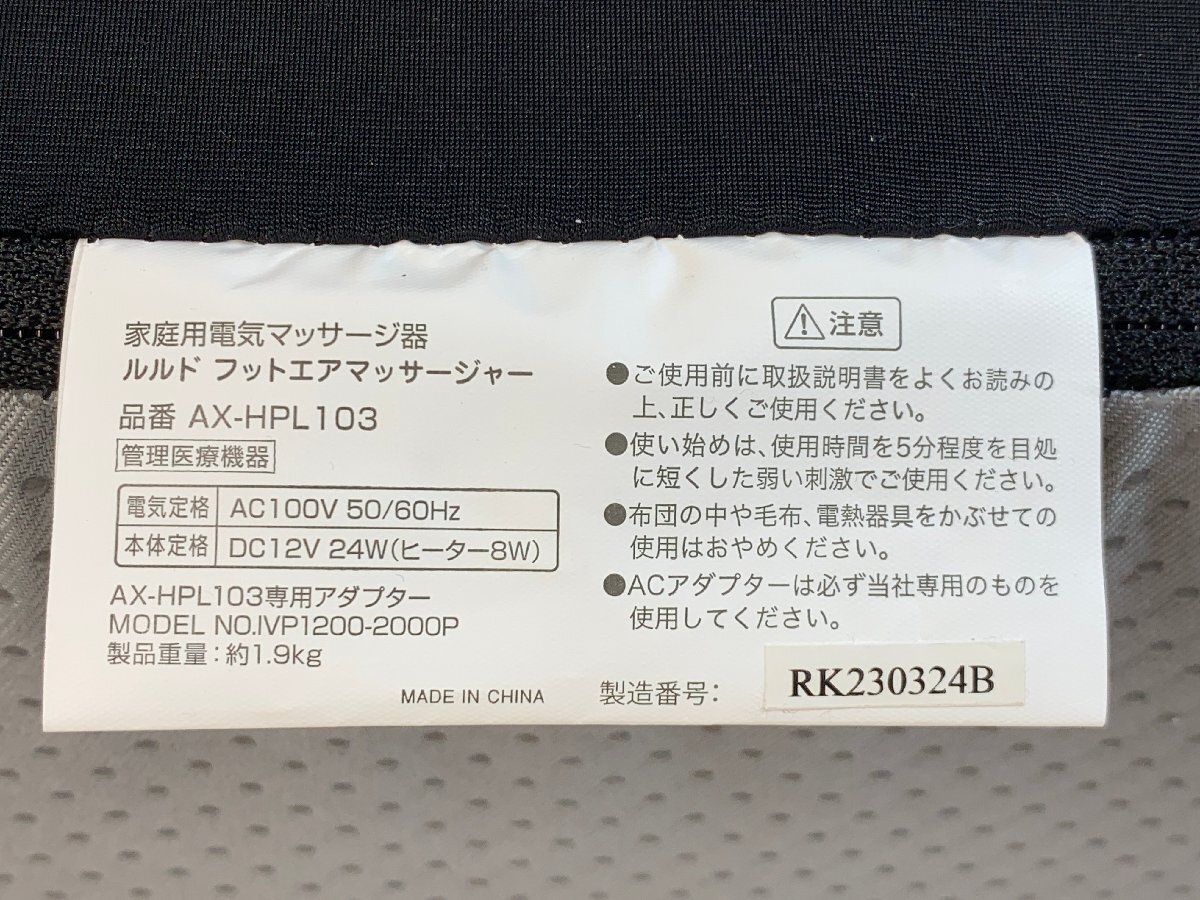 家庭用電気マッサージ器
ルルド フットエアマッサージャー
品番 AX-HPL103
管理医療機器
電気定格 AC100V 50/60Hz
本体定格 DC12V 24W(ヒーター8W)
AX-HPL103専用アダプター
MODEL NO.IVP1200-2000P
製品重量:約1.9kg
MADE IN CHINA
注意
●ご使用前に取扱説明書をよくお読みの
上、正しくご使用ください。
●使い始めは、使用時間を5分程度を目処
に短くした弱い刺激でご使用ください。
●布団の中や毛布、電熱器具をかぶせての
使用はおやめください。
●ACアダプターは必ず当社専用のものを
使用してください。
製造番号: RK230324B